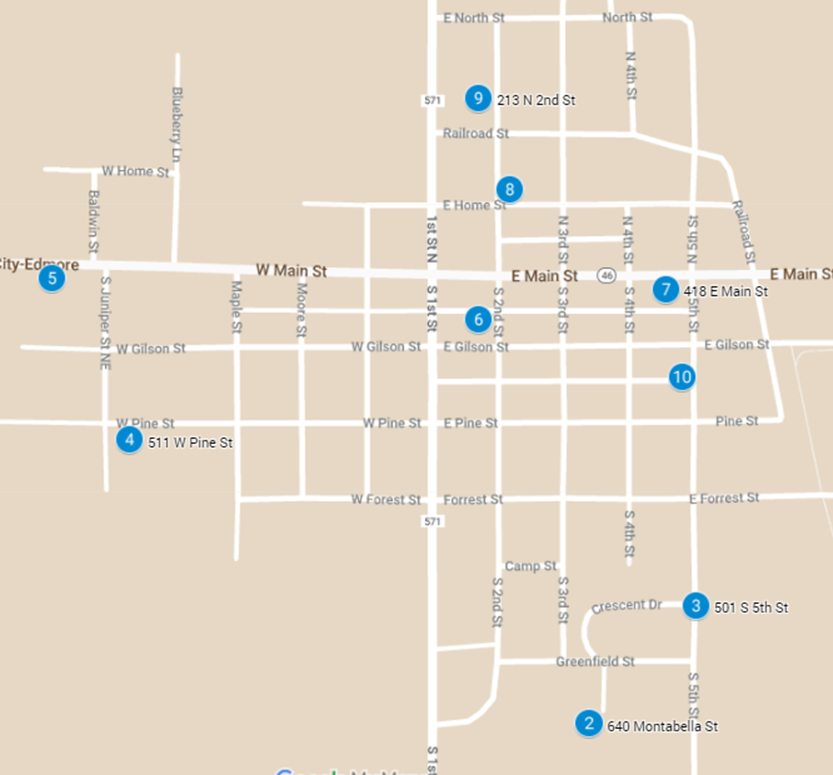 E North St
North St
N 4th St
571
9 213 N 2nd St
Blueberry Ln
Railroad St
W Home St
8
E Home St
Baldwin St
1st St N
N 3rd St
N 4th St
N 5th St
Railroad St
City-Edmore
5
W Main St
E Main St
46
E Main St
7 418 E Main St
S Juniper St NE
Maple St
Moore St
S 1st St
S 2nd St
S 3rd St
S 4th St
5th St
6
W Gilson St
W Gilson St
E Gilson St
E Gilson St
10
W Pine St
W Pine St
E Pine St
Pine St
4 511 W Pine St
W Forest St
Forrest St
E Forrest St
571
S 4th St
Camp St
S 2nd St
S 3rd St
Crescent Dr
3 501 S 5th St
Greenfield St
S 5th St
2 640 Montabella St
S 1st